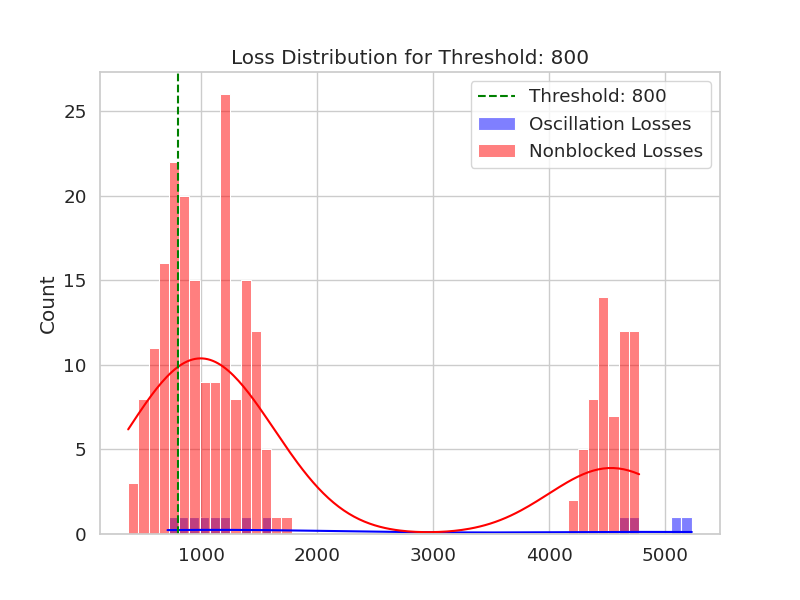 Loss Distribution for Threshold: 800
Threshold: 800
Oscillation Losses
Nonblocked Losses
Count
25
20
15
10
5
0
1000 2000 3000 4000 5000